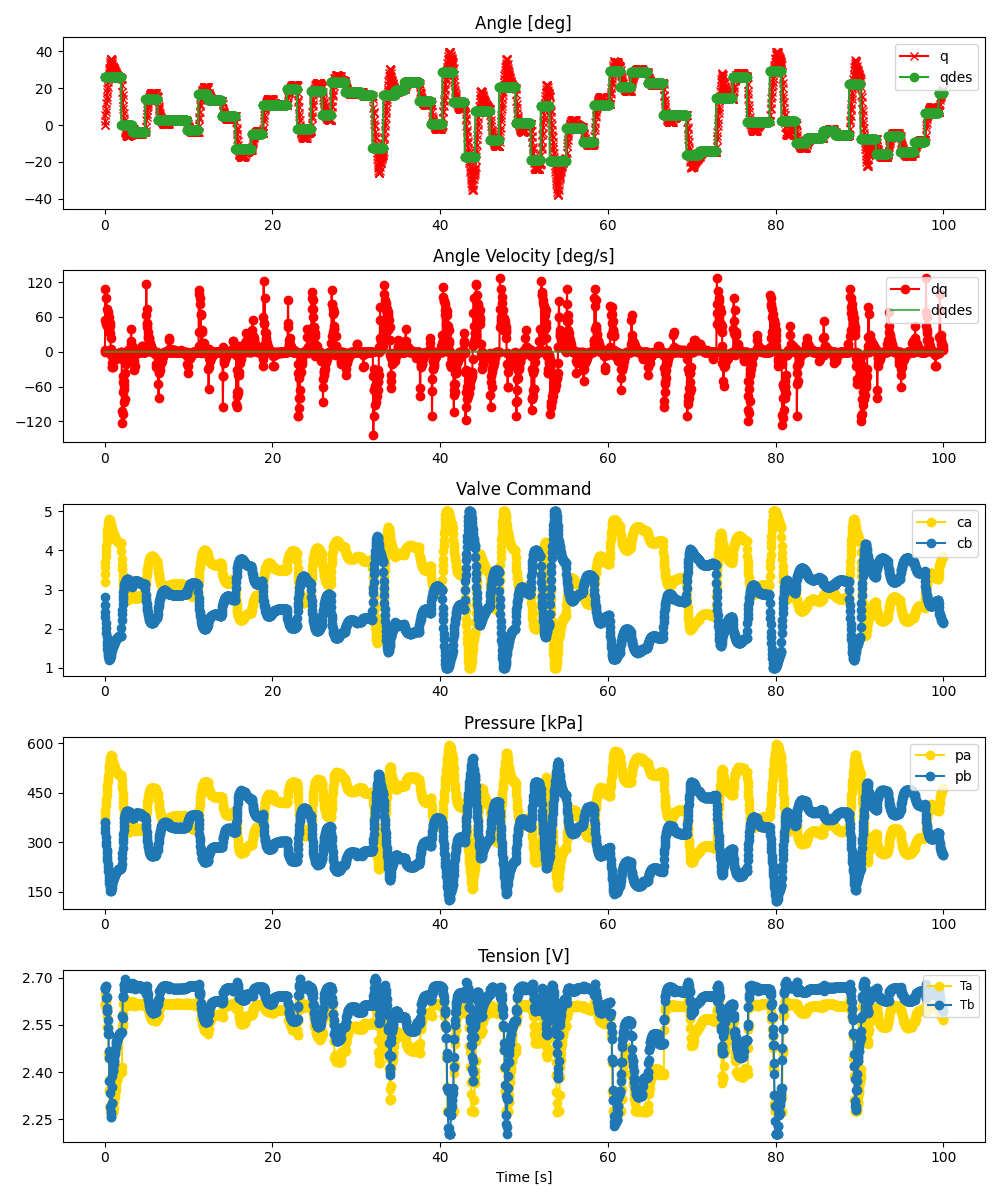 Angle [deg]
40
20
0
−20
−40
q
qdes
0 20 40 60 80 100
Angle Velocity [deg/s]
120
60
0
−60
−120
dq
dqdes
0 20 40 60 80 100
Valve Command
5
4
3
2
1
ca
cb
0 20 40 60 80 100
Pressure [kPa]
600
450
300
150
pa
pb
0 20 40 60 80 100
Tension [V]
2.70
2.55
2.40
2.25
Ta
Tb
0 20 40 60 80 100
Time [s]